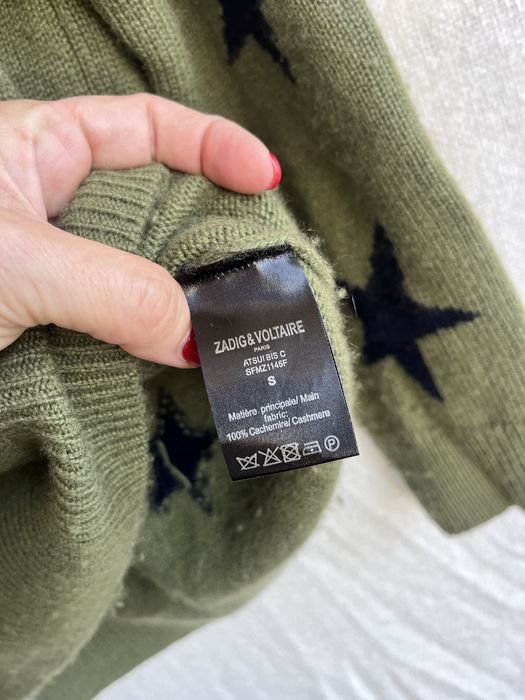 ZADIG&VOLTAIRE
PARIS
ATSUI BIS C
SFMZ1145F
S
Matière principale/ Main
fabric:
100% Cachemire/ Cashmere